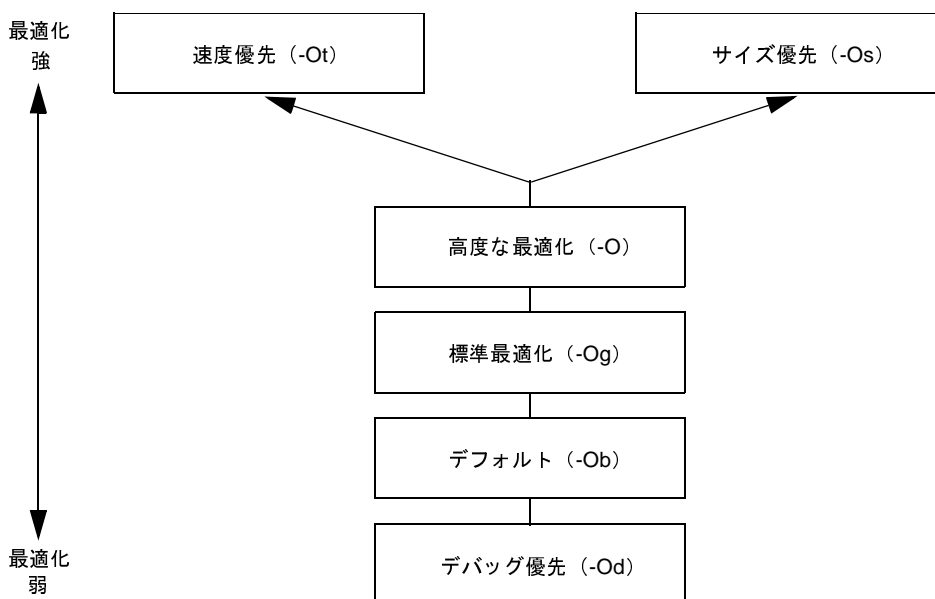 最適化
強
速度優先（-Ot）
サイズ優先（-Os）
高度な最適化（-O）
標準最適化（-Og）
デフォルト（-Ob）
デバッグ優先（-Od）
最適化
弱